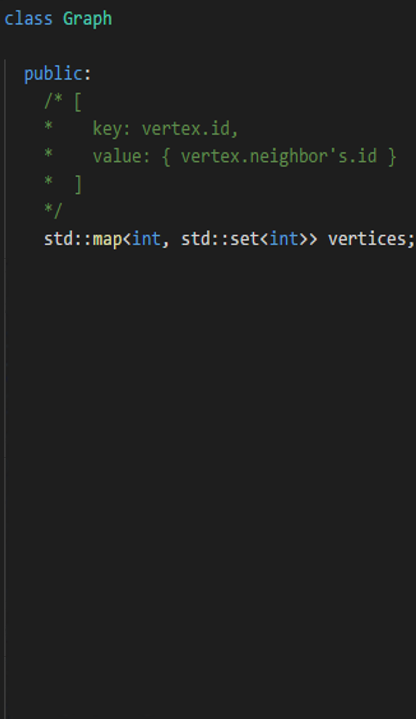 class Graph
public:
/* [
*    key: vertex.id,
*    value: { vertex.neighbor's.id }
*  ]
*/
std::map<int, std::set<int>> vertices;